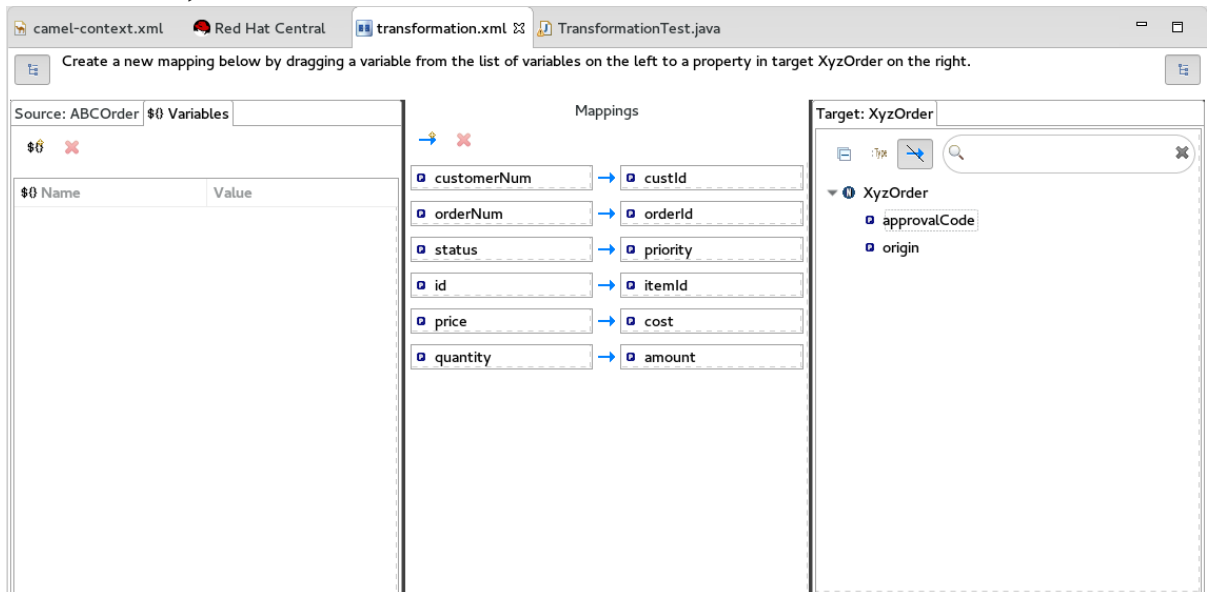 camel-context.xml Red Hat Central transformation.xml TransformationTest.java
Create a new mapping below by dragging a variable from the list of variables on the left to a property in target XyzOrder on the right.
Source: ABCOrder ${} Variables
Mappings
Target: XyzOrder
${}
: Type
${} Name Value
customerNum custId
orderNum orderId
status priority
id itemId
price cost
quantity amount
XyzOrder
approvalCode
origin